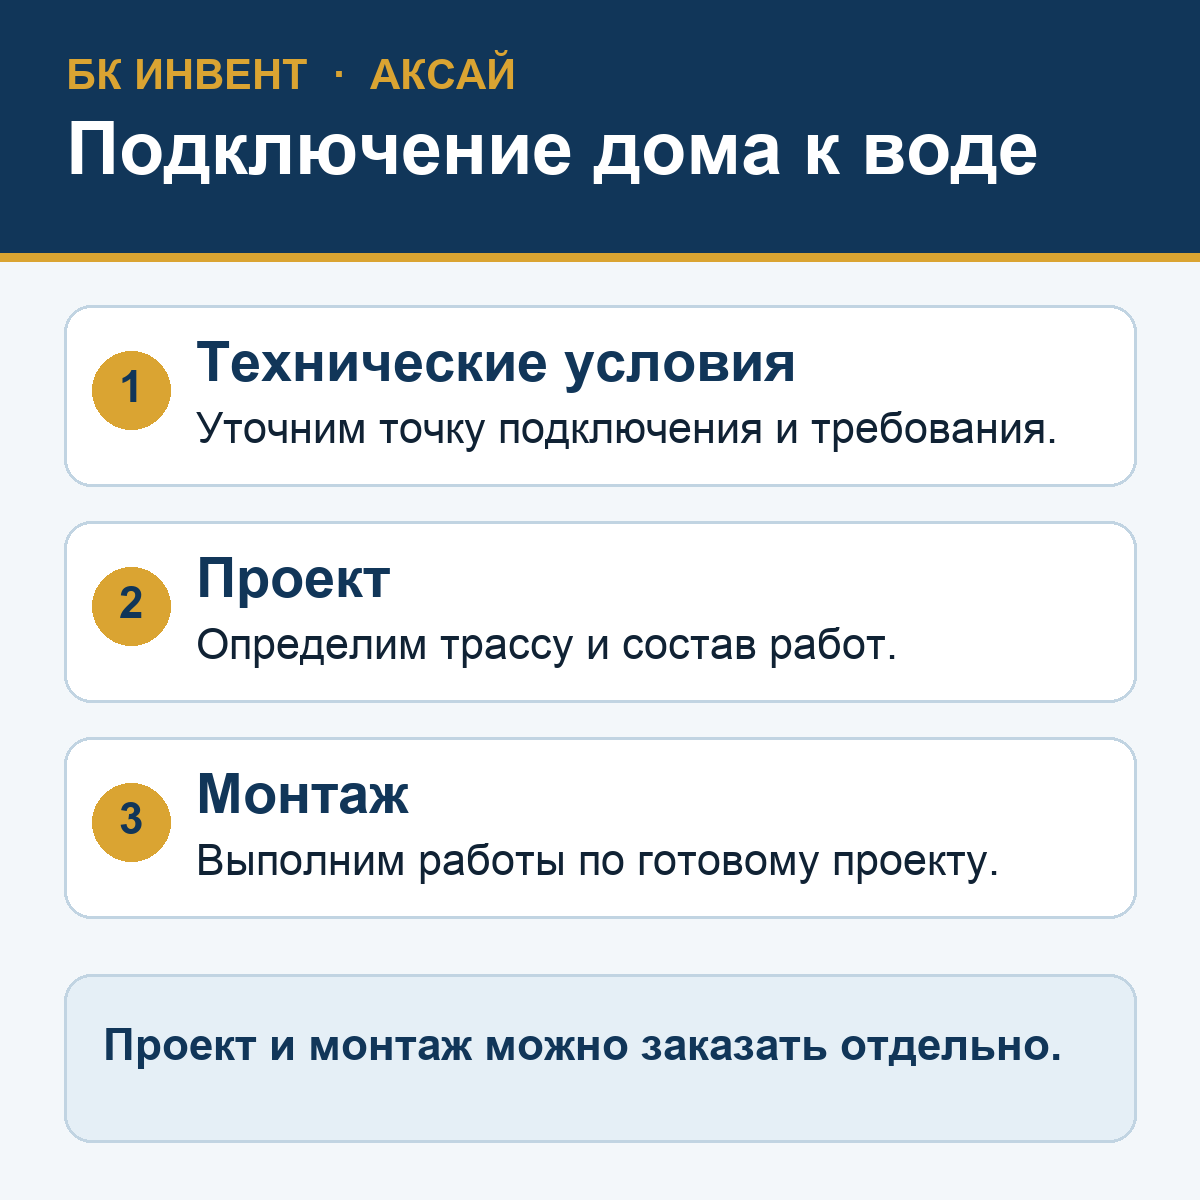 БК ИНВЕНТ · АКСАЙ
Подключение дома к воде
1
Технические условия
Уточним точку подключения и требования.
2
Проект
Определим трассу и состав работ.
3
Монтаж
Выполним работы по готовому проекту.
Проект и монтаж можно заказать отдельно.